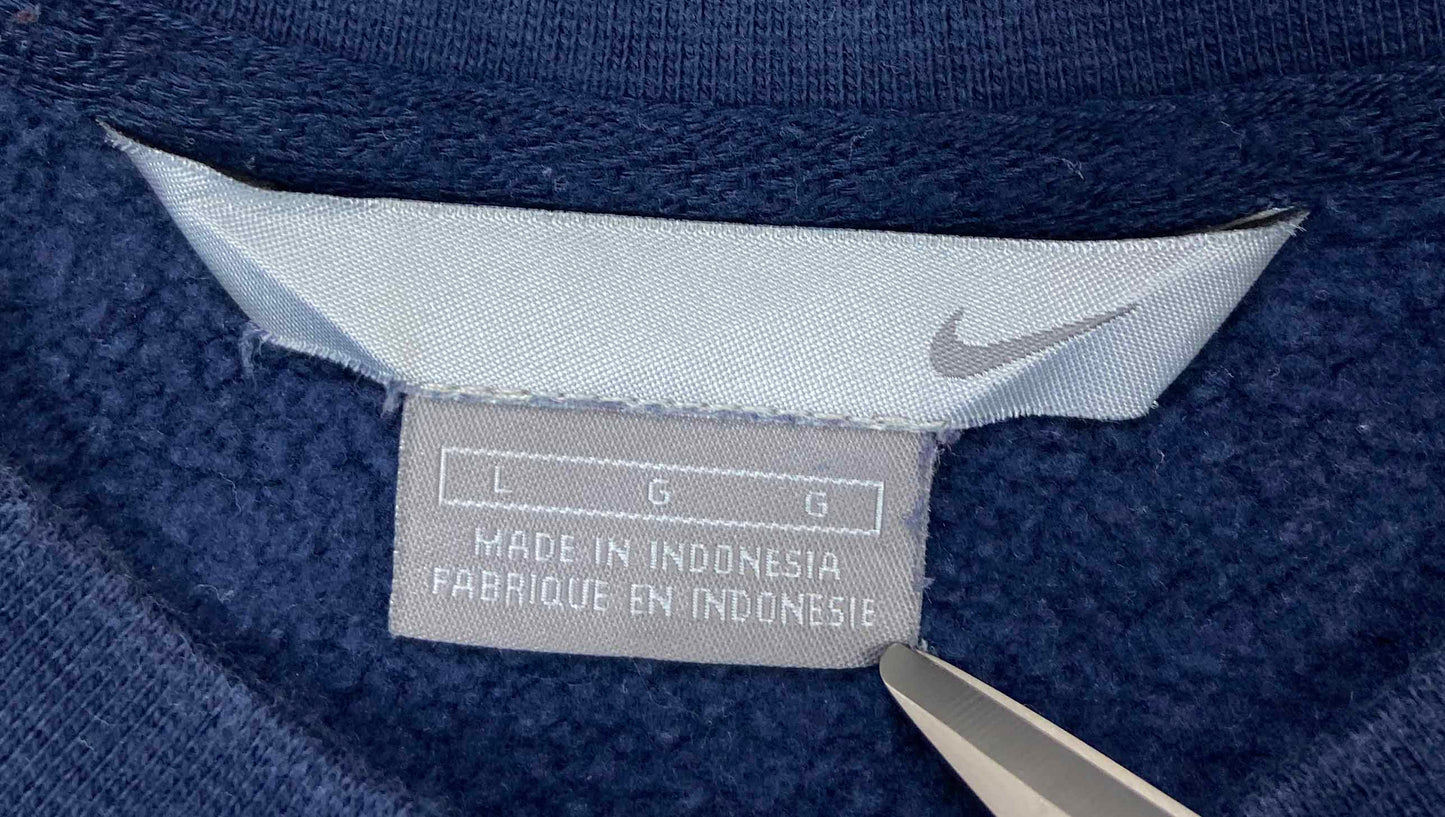 L G G
MADE IN INDONESIA
FABRIQUE EN INDONESIE